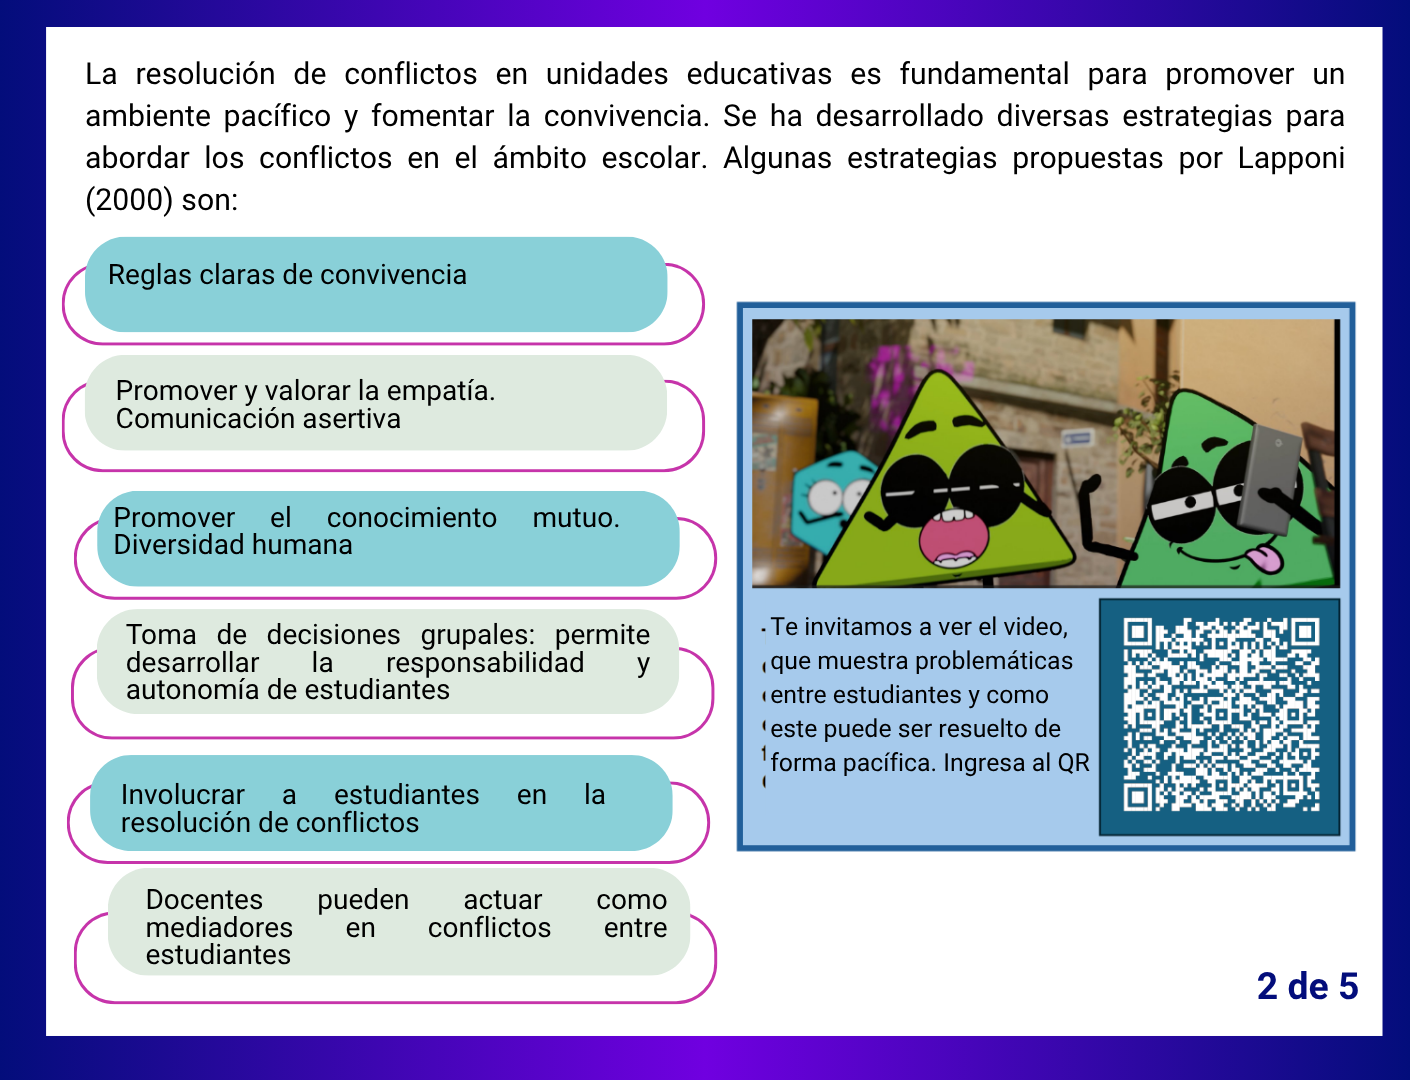 La resolución de conflictos en unidades educativas es fundamental para promover un
ambiente pacífico y fomentar la convivencia. Se ha desarrollado diversas estrategias para
abordar los conflictos en el ámbito escolar. Algunas estrategias propuestas por Lapponi
(2000) son:
Reglas claras de convivencia
Promover y valorar la empatía.
Comunicación asertiva
Promover el conocimiento mutuo.
Diversidad humana
Toma de decisiones grupales: permite
desarrollar la responsabilidad y
autonomía de estudiantes
Involucrar a estudiantes en la
resolución de conflictos
Docentes pueden actuar como
mediadores en conflictos entre
estudiantes
Te invitamos a ver el video,
que muestra problemáticas
entre estudiantes y como
este puede ser resuelto de
forma pacífica. Ingresa al QR
2 de 5